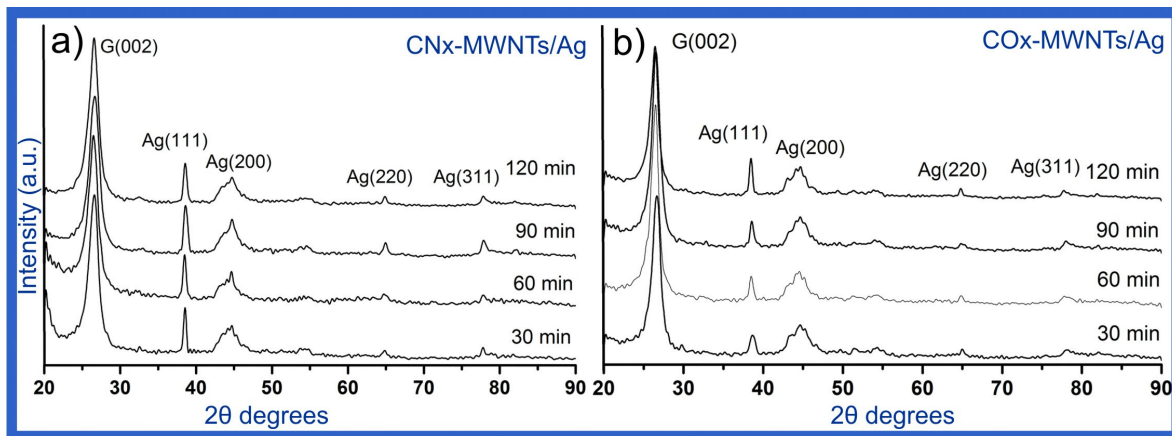 a)
CNx-MWNTs/Ag
G(002)
Ag(111)
Ag(200)
Ag(220)
Ag(311)
120 min
90 min
60 min
30 min
Intensity (a.u.)
20 30 40 50 60 70 80 90
2θ degrees
b)
COx-MWNTs/Ag
G(002)
Ag(111)
Ag(200)
Ag(220)
Ag(311)
120 min
90 min
60 min
30 min
20 30 40 50 60 70 80 90
2θ degrees